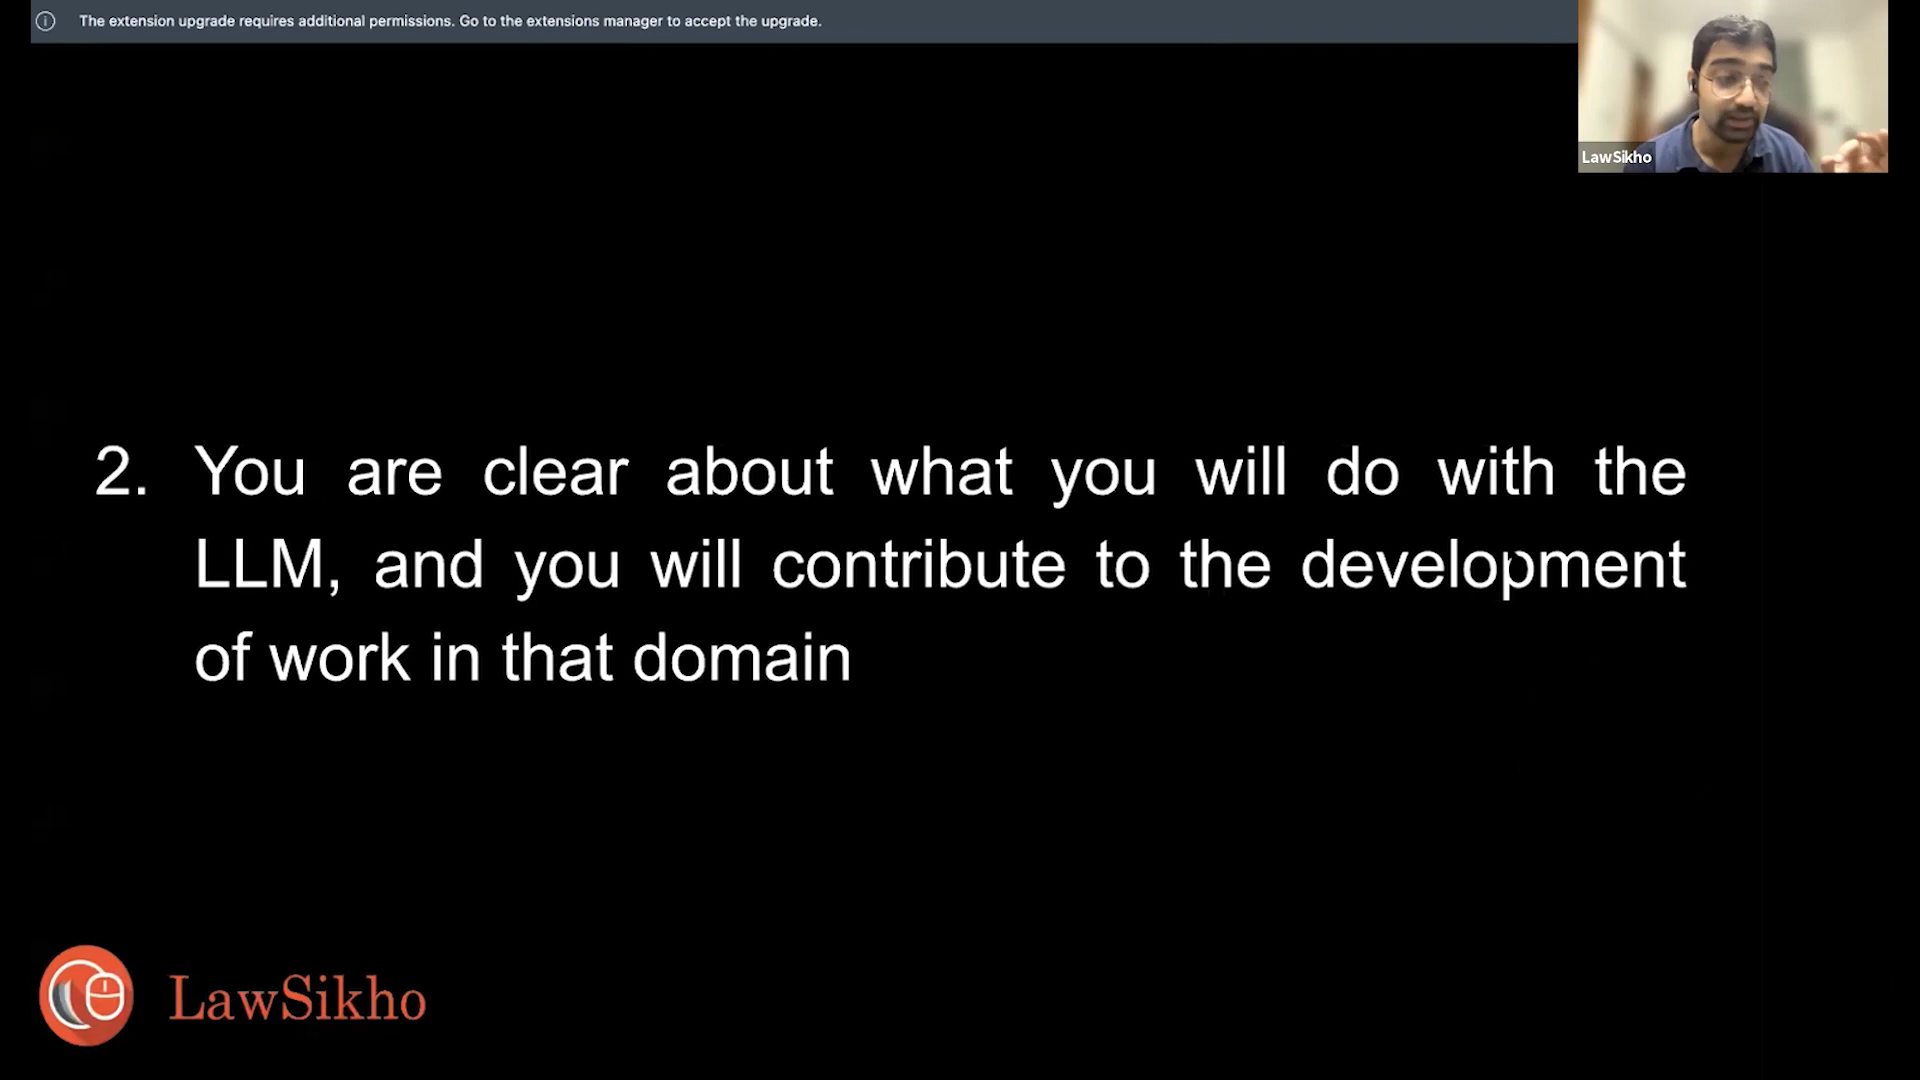 The extension upgrade requires additional permissions. Go to the extensions manager to accept the upgrade.
LawSikho
2. You are clear about what you will do with the
LLM, and you will contribute to the development
of work in that domain
LawSikho